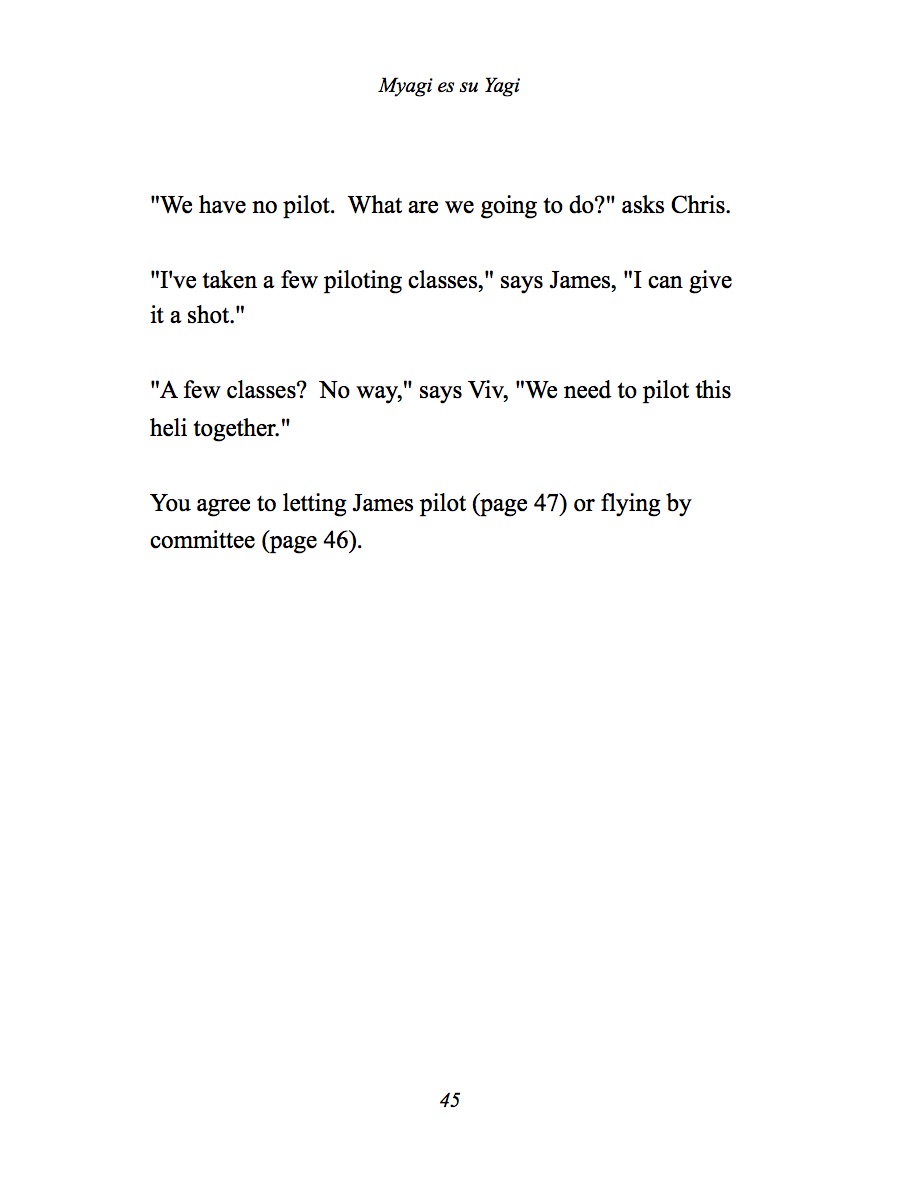 Myagi es su Yagi
"We have no pilot.  What are we going to do?" asks Chris.
"I've taken a few piloting classes," says James, "I can give
it a shot."
"A few classes?  No way," says Viv, "We need to pilot this
heli together."
You agree to letting James pilot (page 47) or flying by
committee (page 46).
45